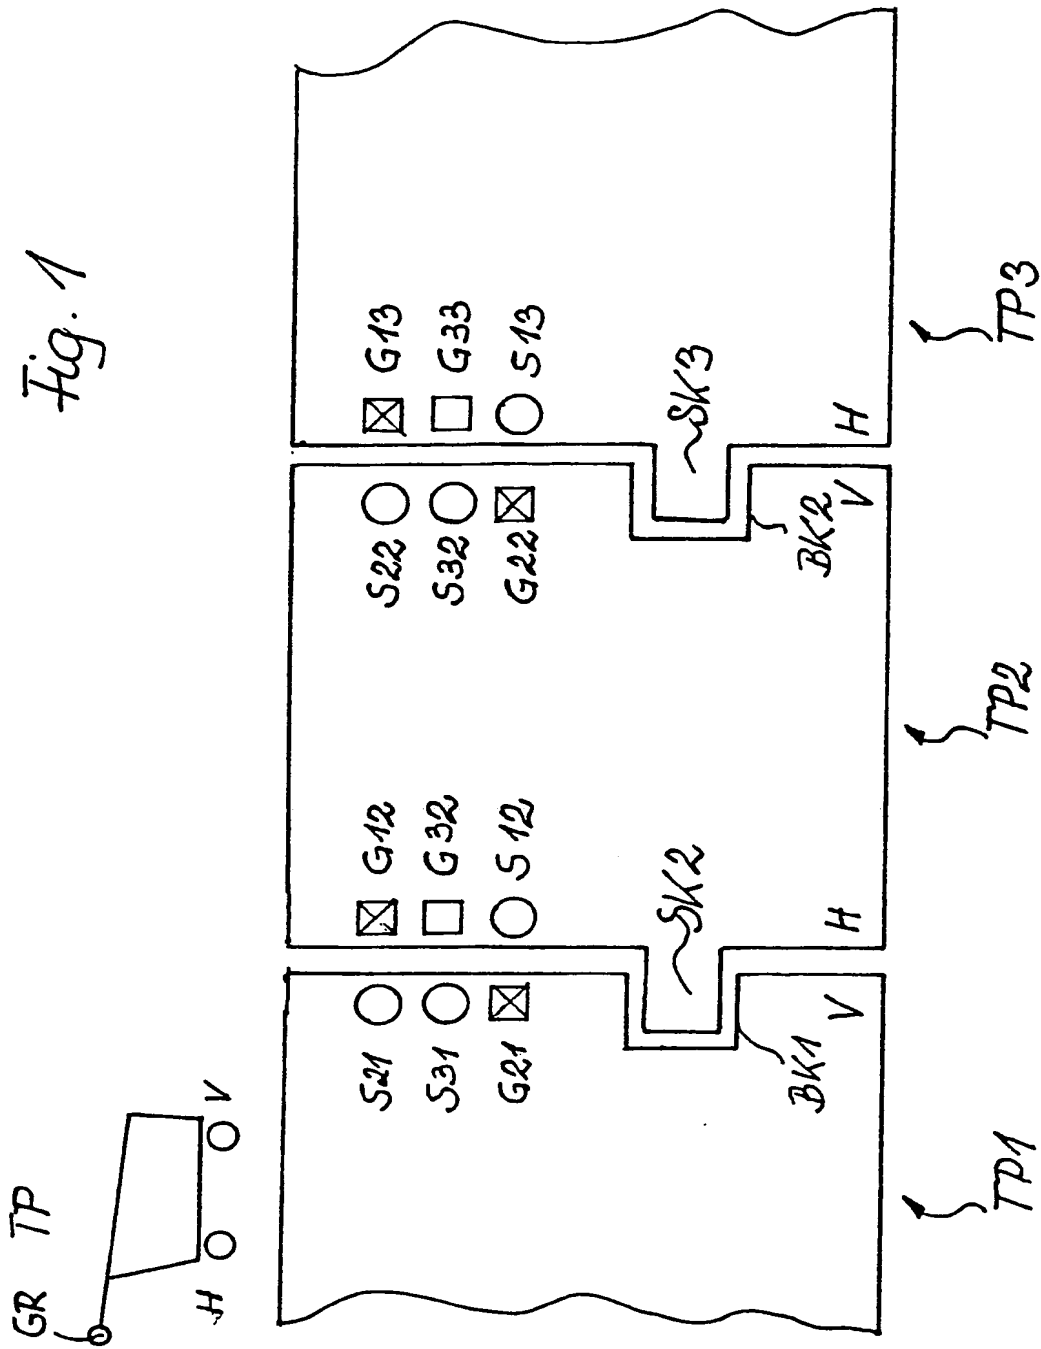 Fig. 1
GR
TP
H
V
S21
S31
G21
BK1
V
TP1
G12
G32
S12
SK2
H
S22
S32
G22
BK2
V
TP2
G13
G33
S13
SK3
H
TP3